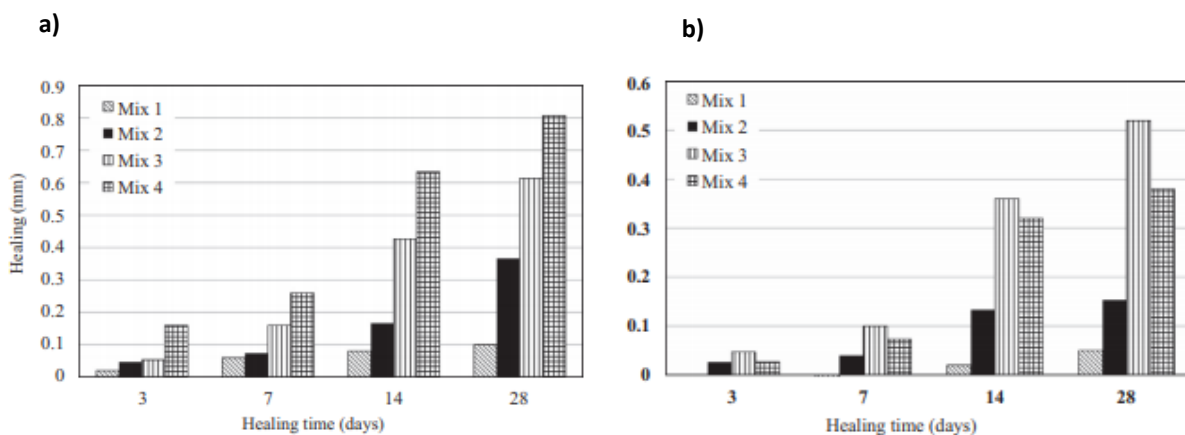 a)
0.9
0.8
0.7
0.6
0.5
0.4
0.3
0.2
0.1
0
Healing (mm)
Mix 1
Mix 2
Mix 3
Mix 4
3 7 14 28
Healing time (days)
b)
0.6
0.5
0.4
0.3
0.2
0.1
0
Mix 1
Mix 2
Mix 3
Mix 4
3 7 14 28
Healing time (days)